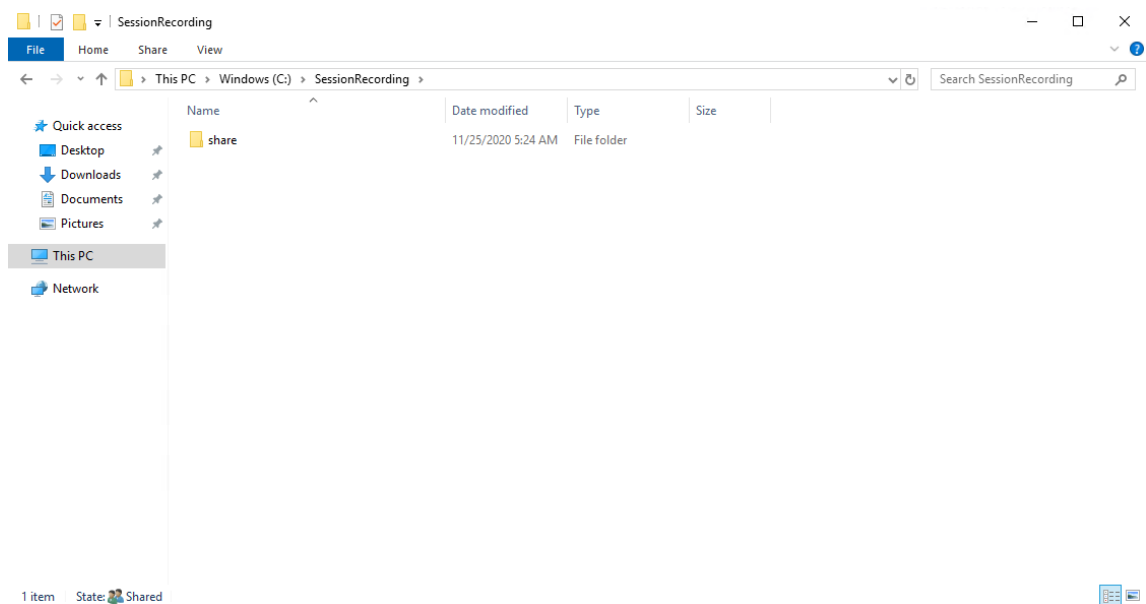 SessionRecording
File Home Share View
This PC > Windows (C:) > SessionRecording >
Search SessionRecording
Name Date modified Type Size
share 11/25/2020 5:24 AM File folder
Quick access
Desktop
Downloads
Documents
Pictures
This PC
Network
1 item State: Shared